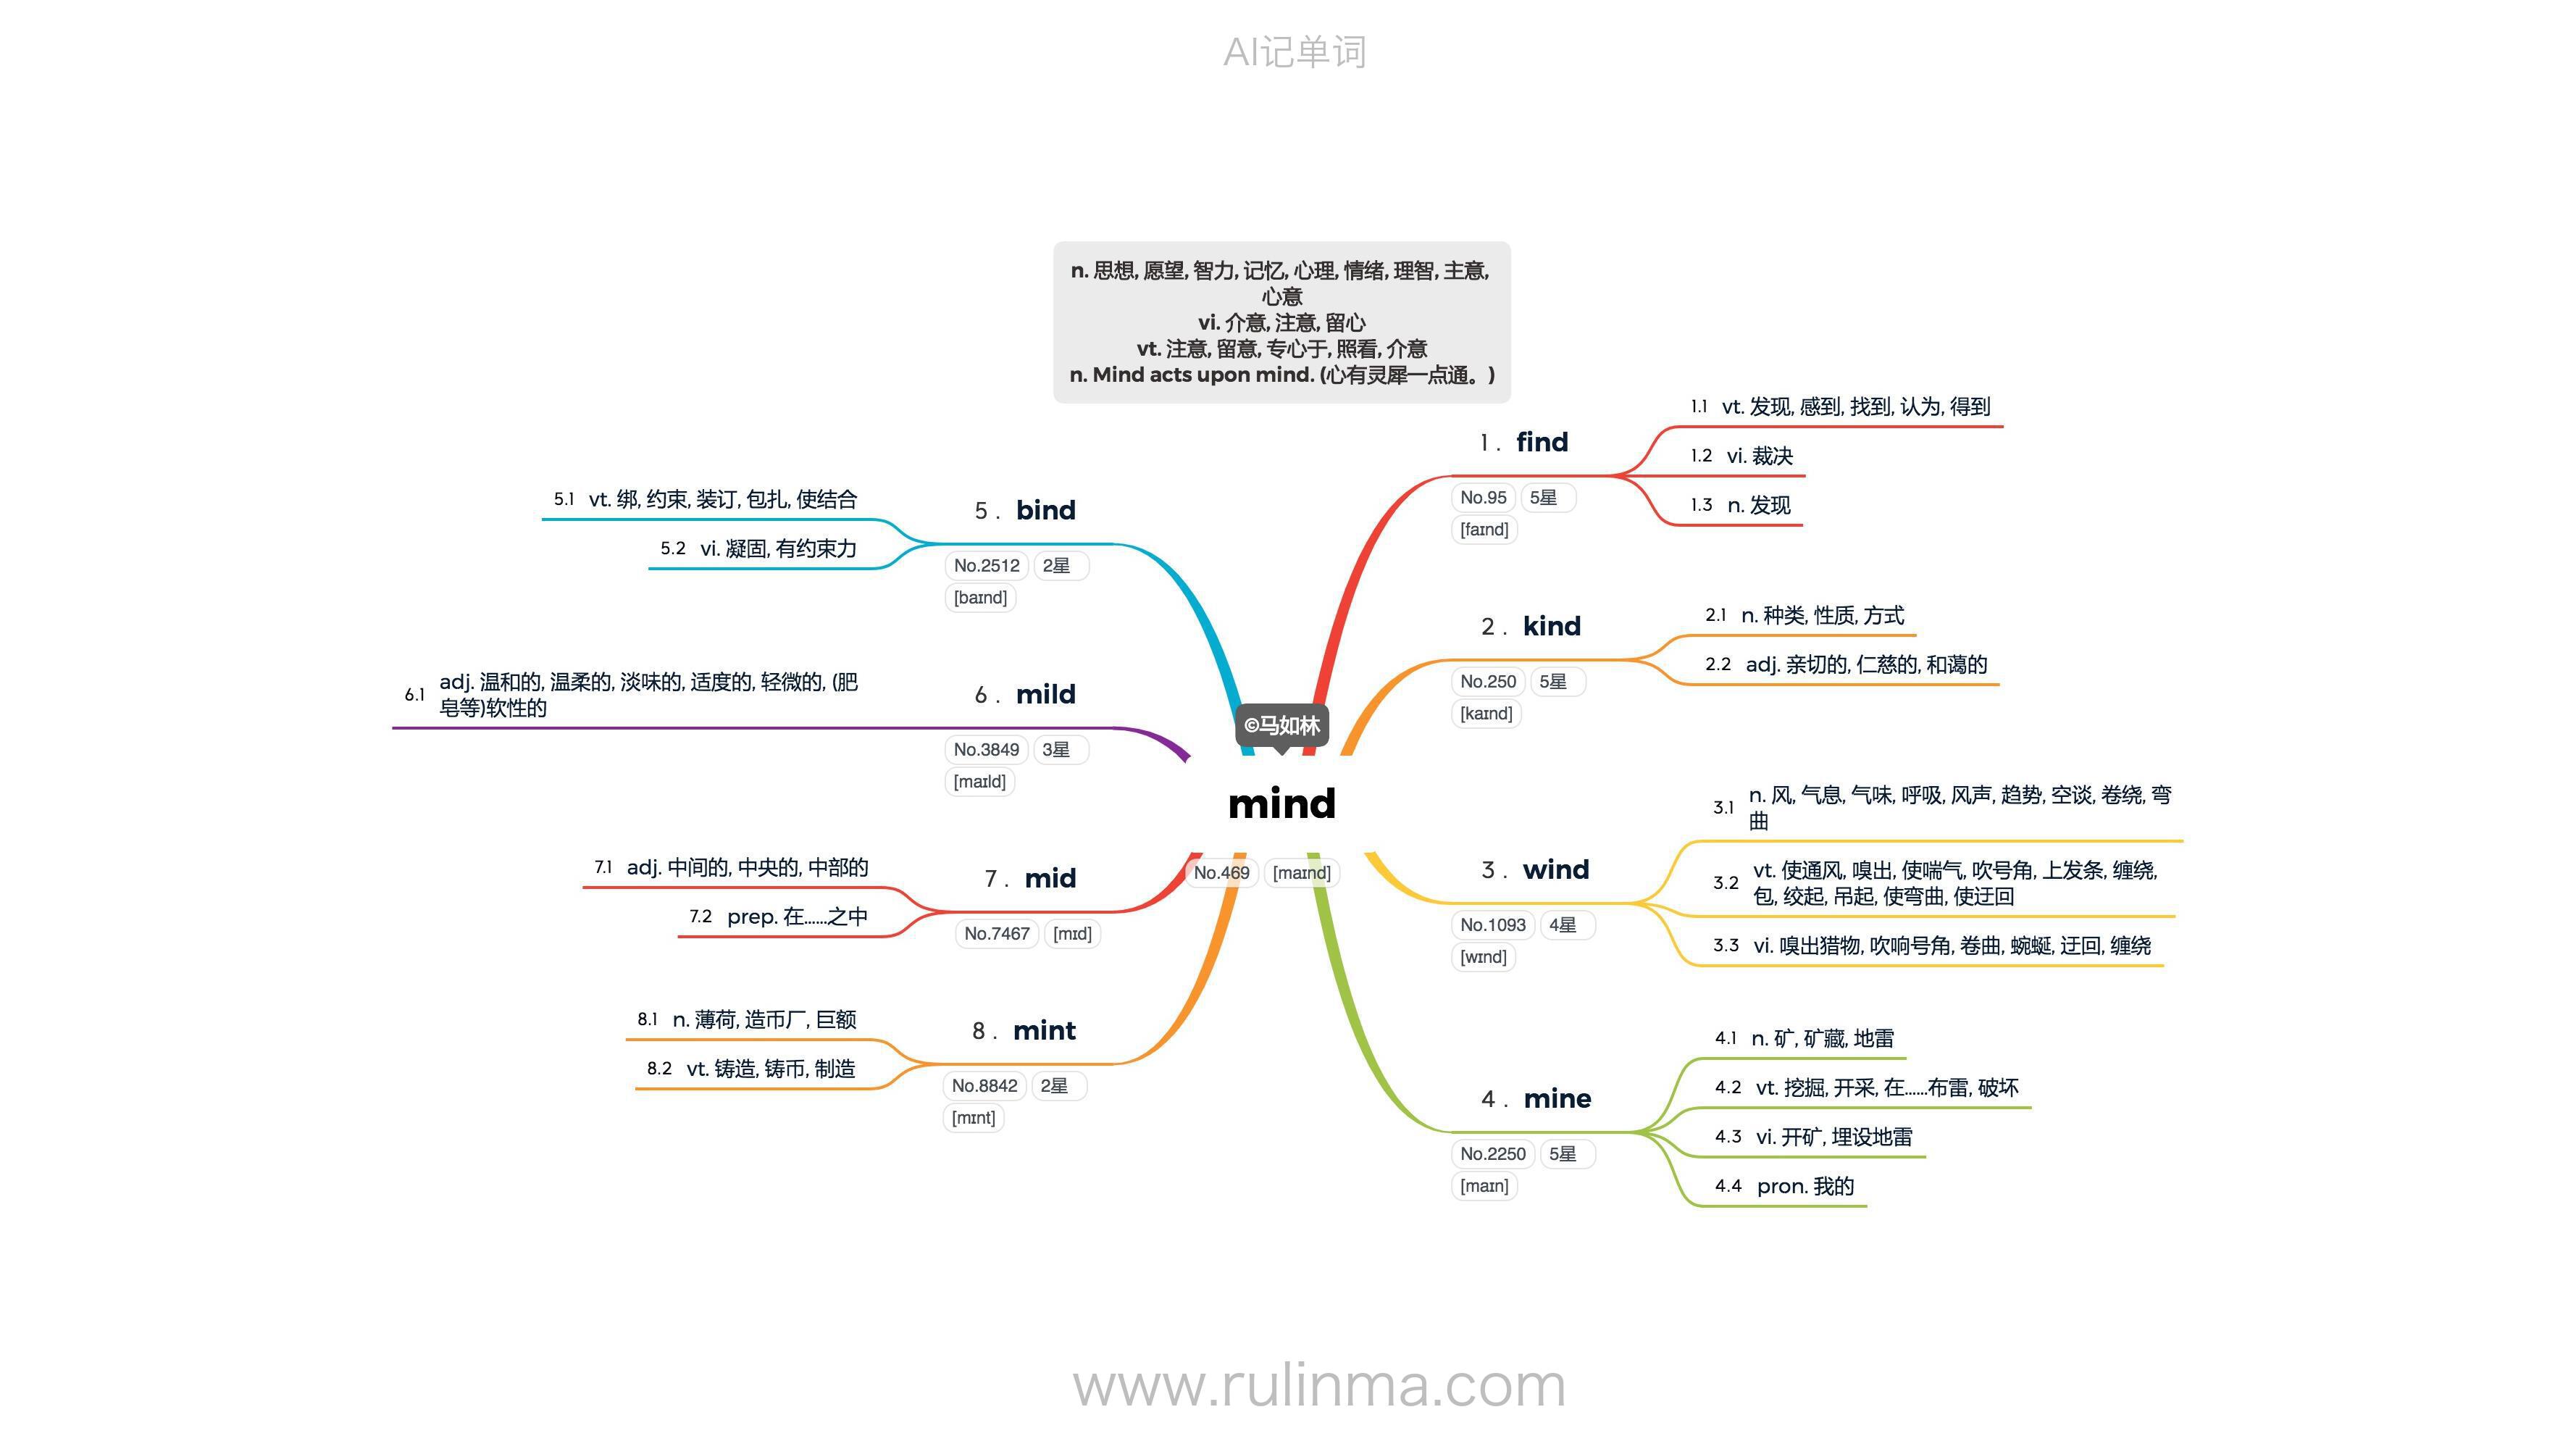 AI记单词
n. 思想, 愿望, 智力, 记忆, 心理, 情绪, 理智, 主意,
心意
vi. 介意, 注意, 留心
vt. 注意, 留意, 专心于, 照看, 介意
n. Mind acts upon mind. (心有灵犀一点通。)
©马如林
mind
No.469 [maɪnd]
1 . find
No.95 5星
[faɪnd]
1.1 vt. 发现, 感到, 找到, 认为, 得到
1.2 vi. 裁决
1.3 n. 发现
2 . kind
No.250 5星
[kaɪnd]
2.1 n. 种类, 性质, 方式
2.2 adj. 亲切的, 仁慈的, 和蔼的
3 . wind
No.1093 4星
[wɪnd]
3.1 n. 风, 气息, 气味, 呼吸, 风声, 趋势, 空谈, 卷绕, 弯
曲
3.2 vt. 使通风, 嗅出, 使喘气, 吹号角, 上发条, 缠绕,
包, 绞起, 吊起, 使弯曲, 使迂回
3.3 vi. 嗅出猎物, 吹响号角, 卷曲, 蜿蜒, 迂回, 缠绕
4 . mine
No.2250 5星
[maɪn]
4.1 n. 矿, 矿藏, 地雷
4.2 vt. 挖掘, 开采, 在......布雷, 破坏
4.3 vi. 开矿, 埋设地雷
4.4 pron. 我的
5 . bind
No.2512 2星
[baɪnd]
5.1 vt. 绑, 约束, 装订, 包扎, 使结合
5.2 vi. 凝固, 有约束力
6 . mild
No.3849 3星
[maɪld]
6.1 adj. 温和的, 温柔的, 淡味的, 适度的, 轻微的, (肥
皂等)软性的
7 . mid
No.7467 [mɪd]
7.1 adj. 中间的, 中央的, 中部的
7.2 prep. 在......之中
8 . mint
No.8842 2星
[mɪnt]
8.1 n. 薄荷, 造币厂, 巨额
8.2 vt. 铸造, 铸币, 制造
www.rulinma.com